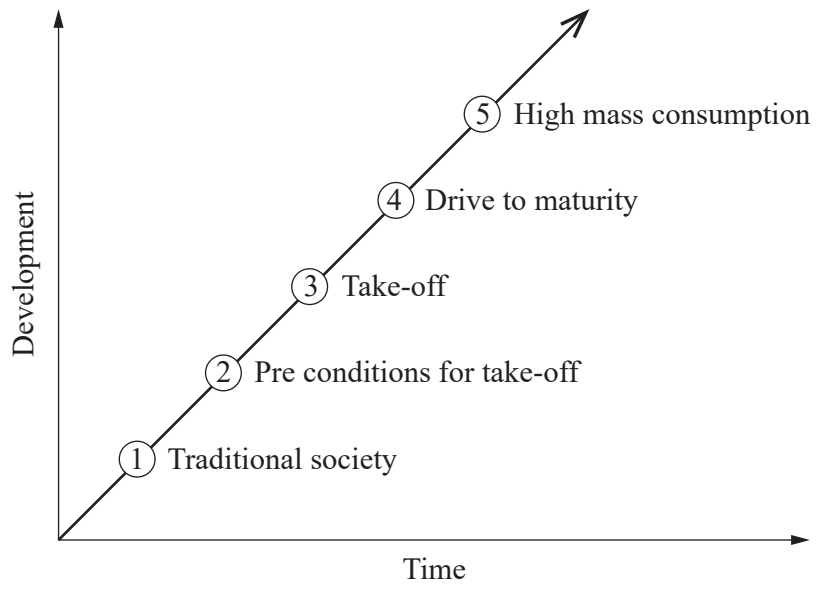 5 High mass consumption
4 Drive to maturity
3 Take-off
2 Pre conditions for take-off
1 Traditional society
Development
Time